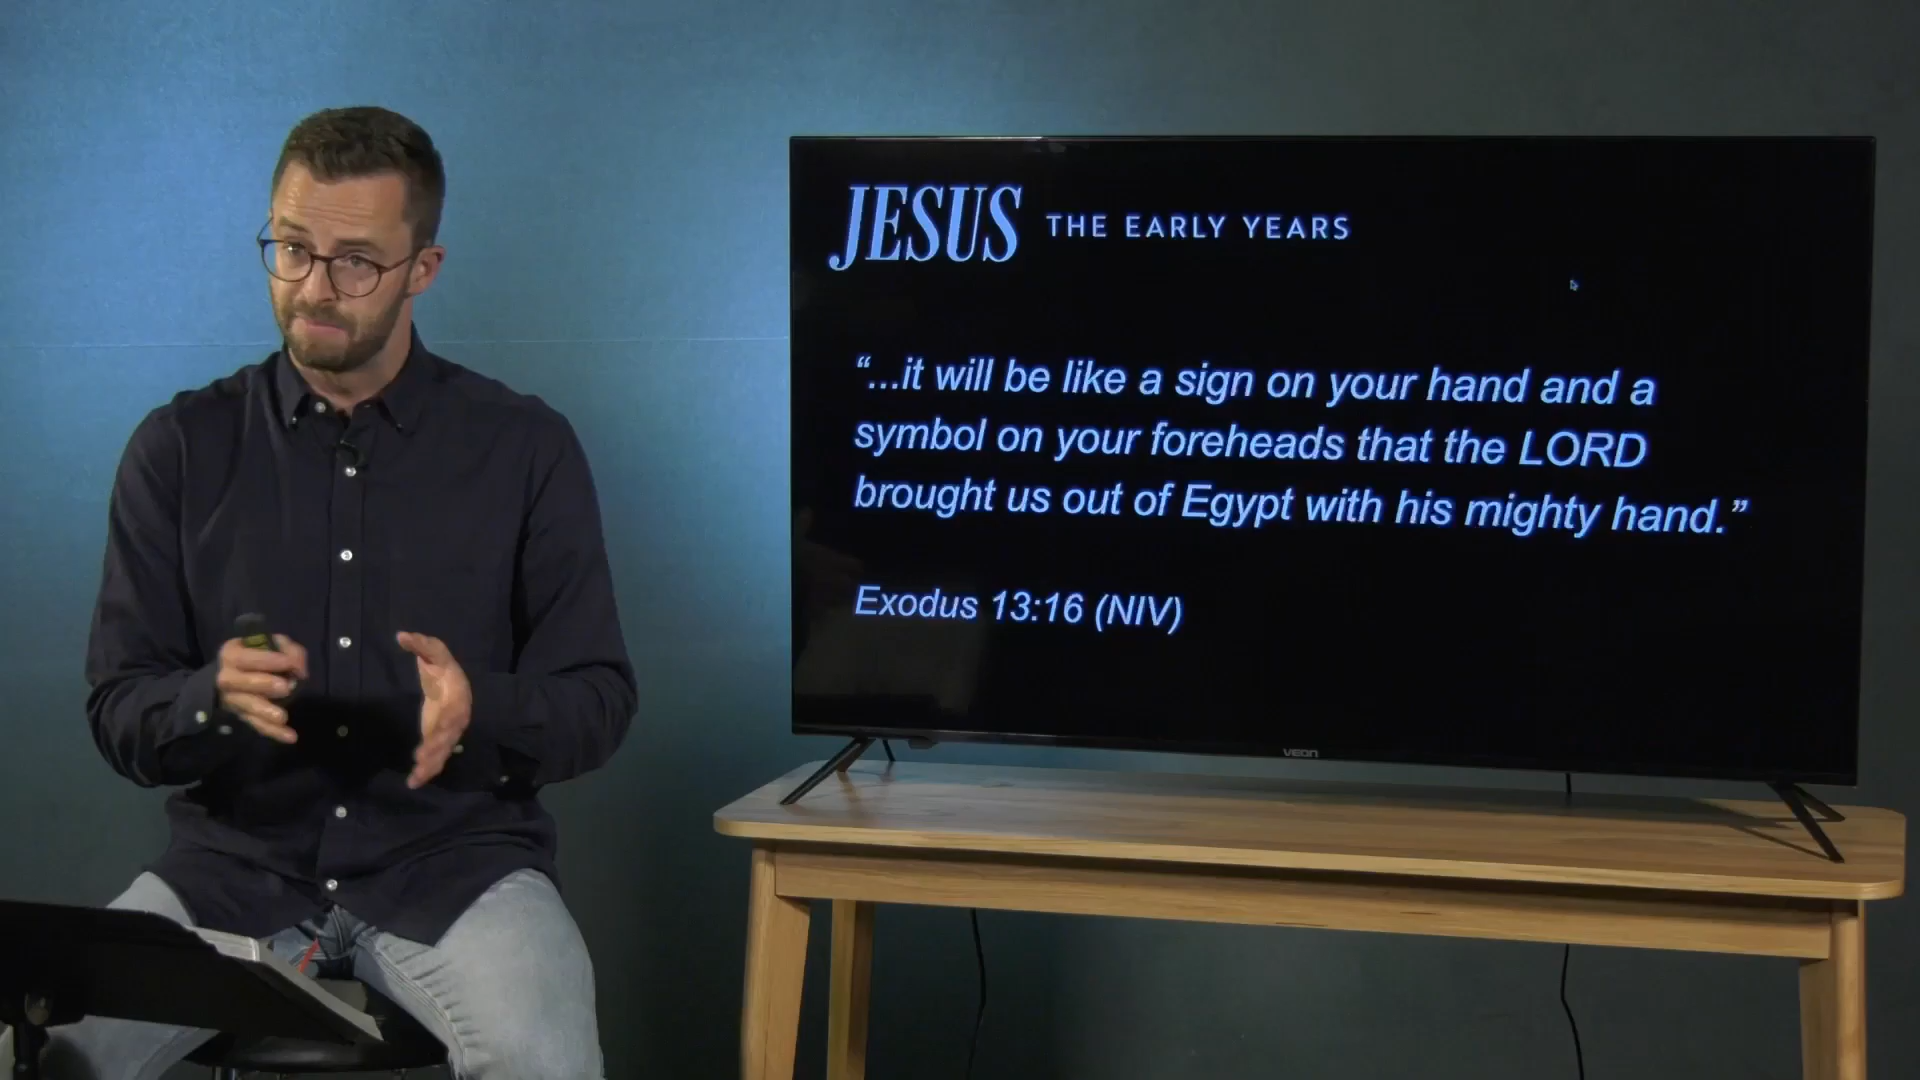 JESUS THE EARLY YEARS
“...it will be like a sign on your hand and a
symbol on your foreheads that the LORD
brought us out of Egypt with his mighty hand.”
Exodus 13:16 (NIV)
VEON